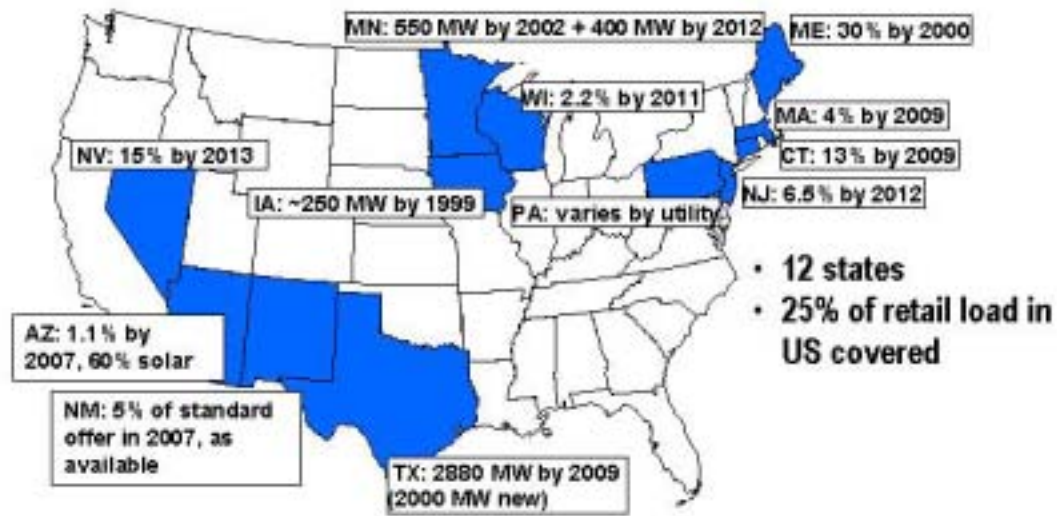 MN: 550 MW by 2002 + 400 MW by 2012
ME: 30% by 2000
WI: 2.2% by 2011
MA: 4% by 2009
NV: 15% by 2013
CT: 13% by 2009
IA: ~250 MW by 1999
PA: varies by utility
NJ: 6.5% by 2012
• 12 states
• 25% of retail load in
US covered
AZ: 1.1% by
2007, 60% solar
NM: 5% of standard
offer in 2007, as
available
TX: 2880 MW by 2009
(2000 MW new)